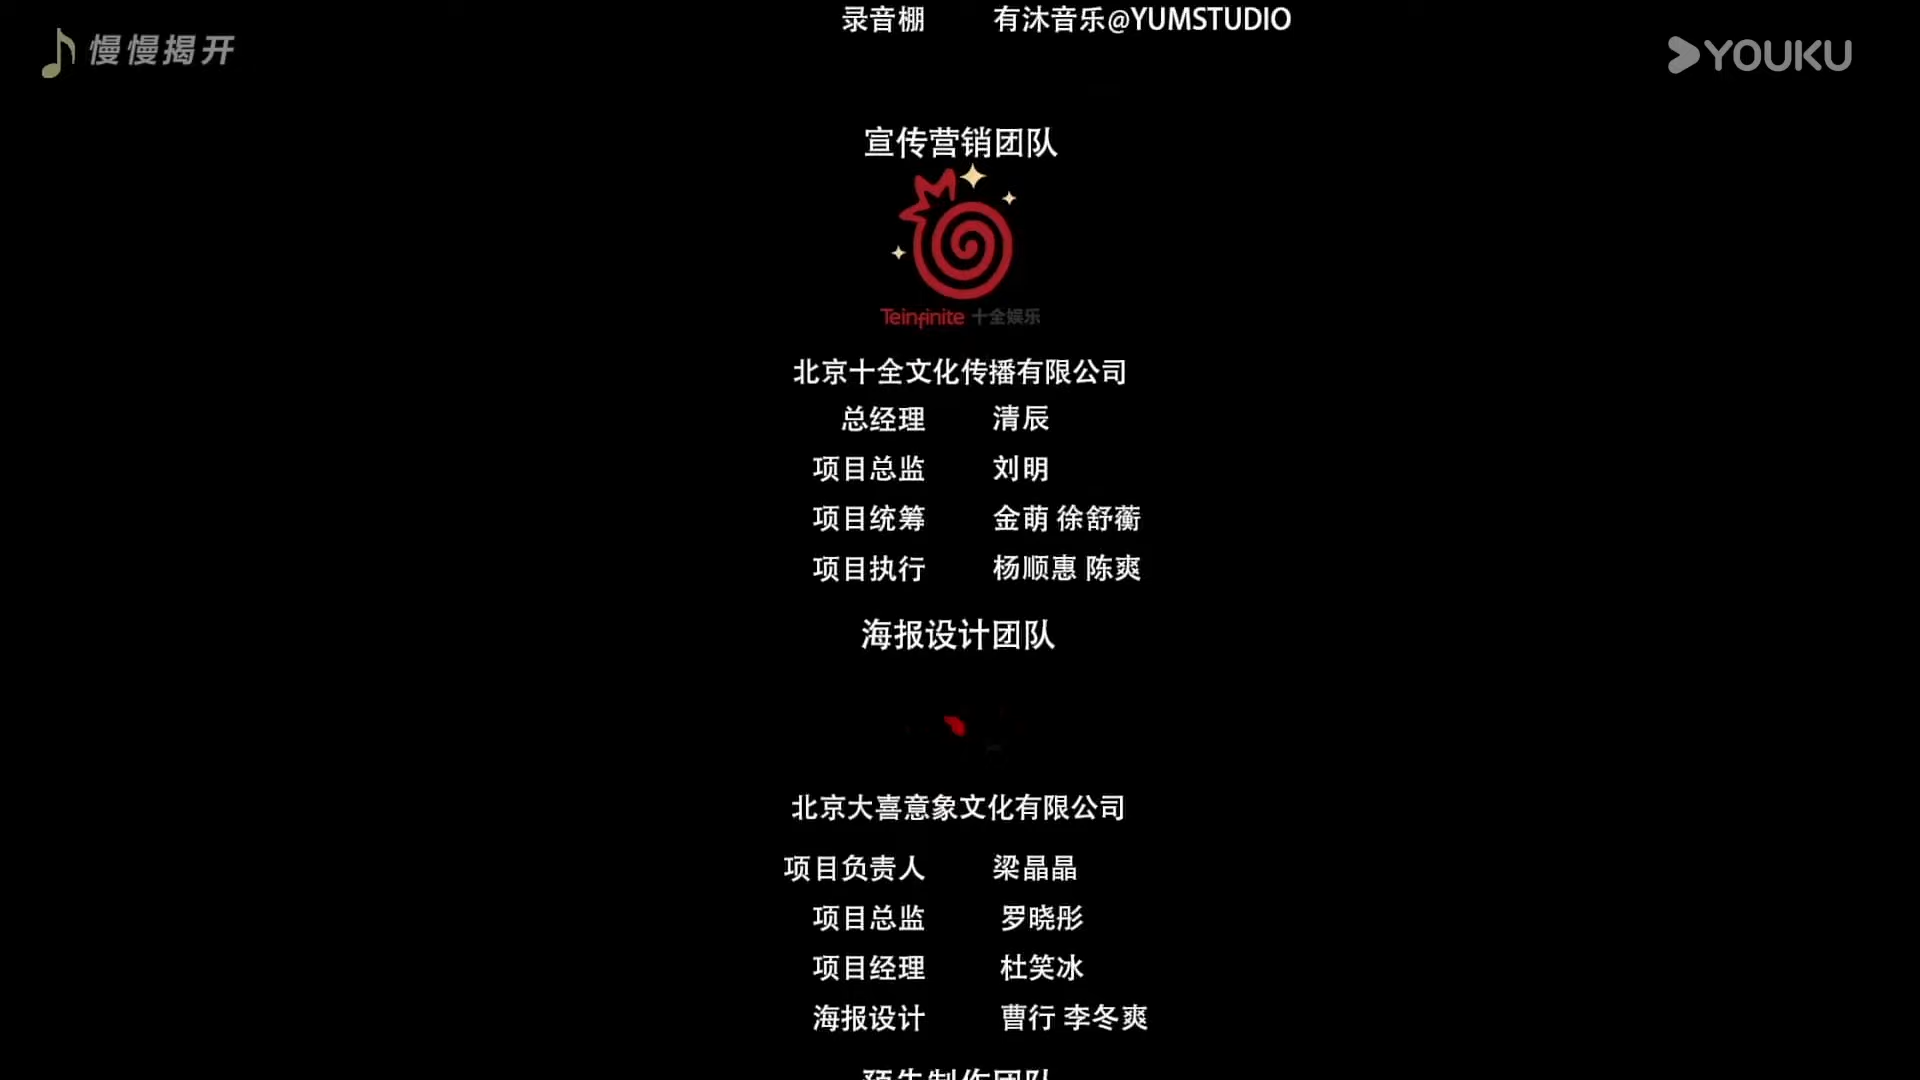 录音棚 有沐音乐@YUMSTUDIO
慢慢揭开
YOUKU
宣传营销团队
Teinfinite 十全娱乐
北京十全文化传播有限公司
总经理 清辰
项目总监 刘明
项目统筹 金萌 徐舒蘅
项目执行 杨顺惠 陈爽
海报设计团队
北京大喜意象文化有限公司
项目负责人 梁晶晶
项目总监 罗晓彤
项目经理 杜笑冰
海报设计 曹行 李冬爽
预告制作团队